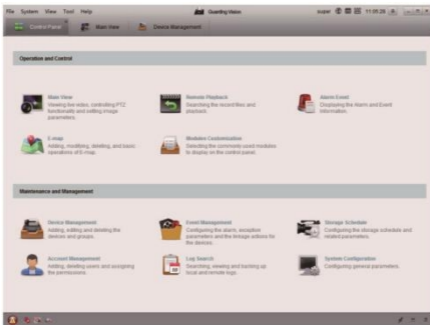 File System View Tool Help
Guarding Vision
super
11:05:28
Control Panel
Main View
Device Management
Operation and Control
Main View
Viewing live video, controlling PTZ
functionality and setting image
parameters.
Remote Playback
Searching the record files and
playback.
Alarm Event
Displaying the Alarm and Event
information.
E-map
Adding, modifying, deleting, and basic
operations of E-map.
Modules Customization
Selecting the commonly-used modules
to display on the control panel.
Maintenance and Management
Device Management
Adding, editing and deleting the
devices and groups.
Event Management
Configuring the alarm, exception
parameters and the linkage actions for
the devices.
Storage Schedule
Configuring the storage schedule and
related parameters.
Account Management
Adding, deleting users and assigning
the permissions.
Log Search
Searching, viewing and backing up
local and remote logs.
System Configuration
Configuring general parameters.